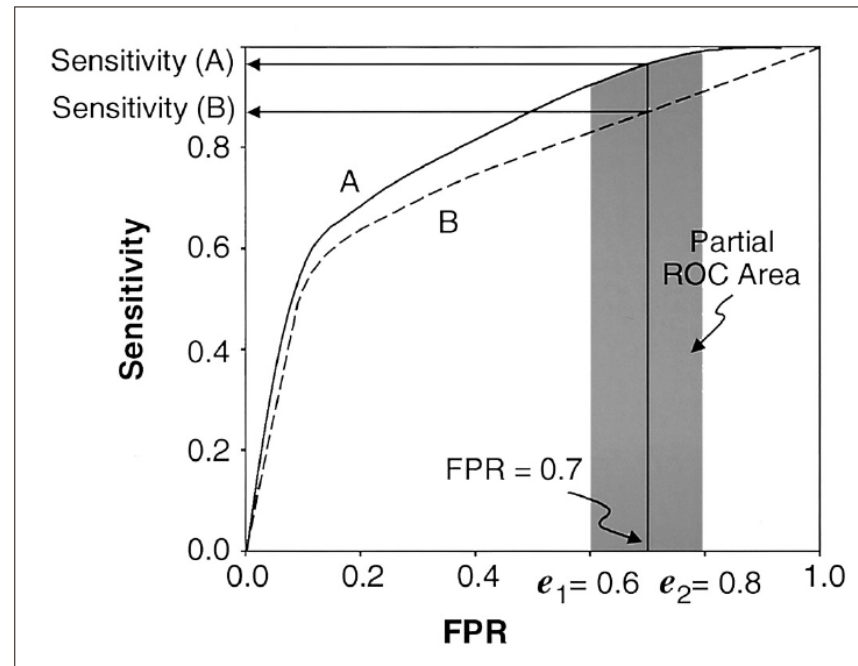 Sensitivity (A)
Sensitivity (B)
0.8
0.6
0.4
0.2
0.0
Sensitivity
A
B
Partial
ROC Area
FPR = 0.7
0.0
0.2
0.4
e1= 0.6
e2= 0.8
1.0
FPR